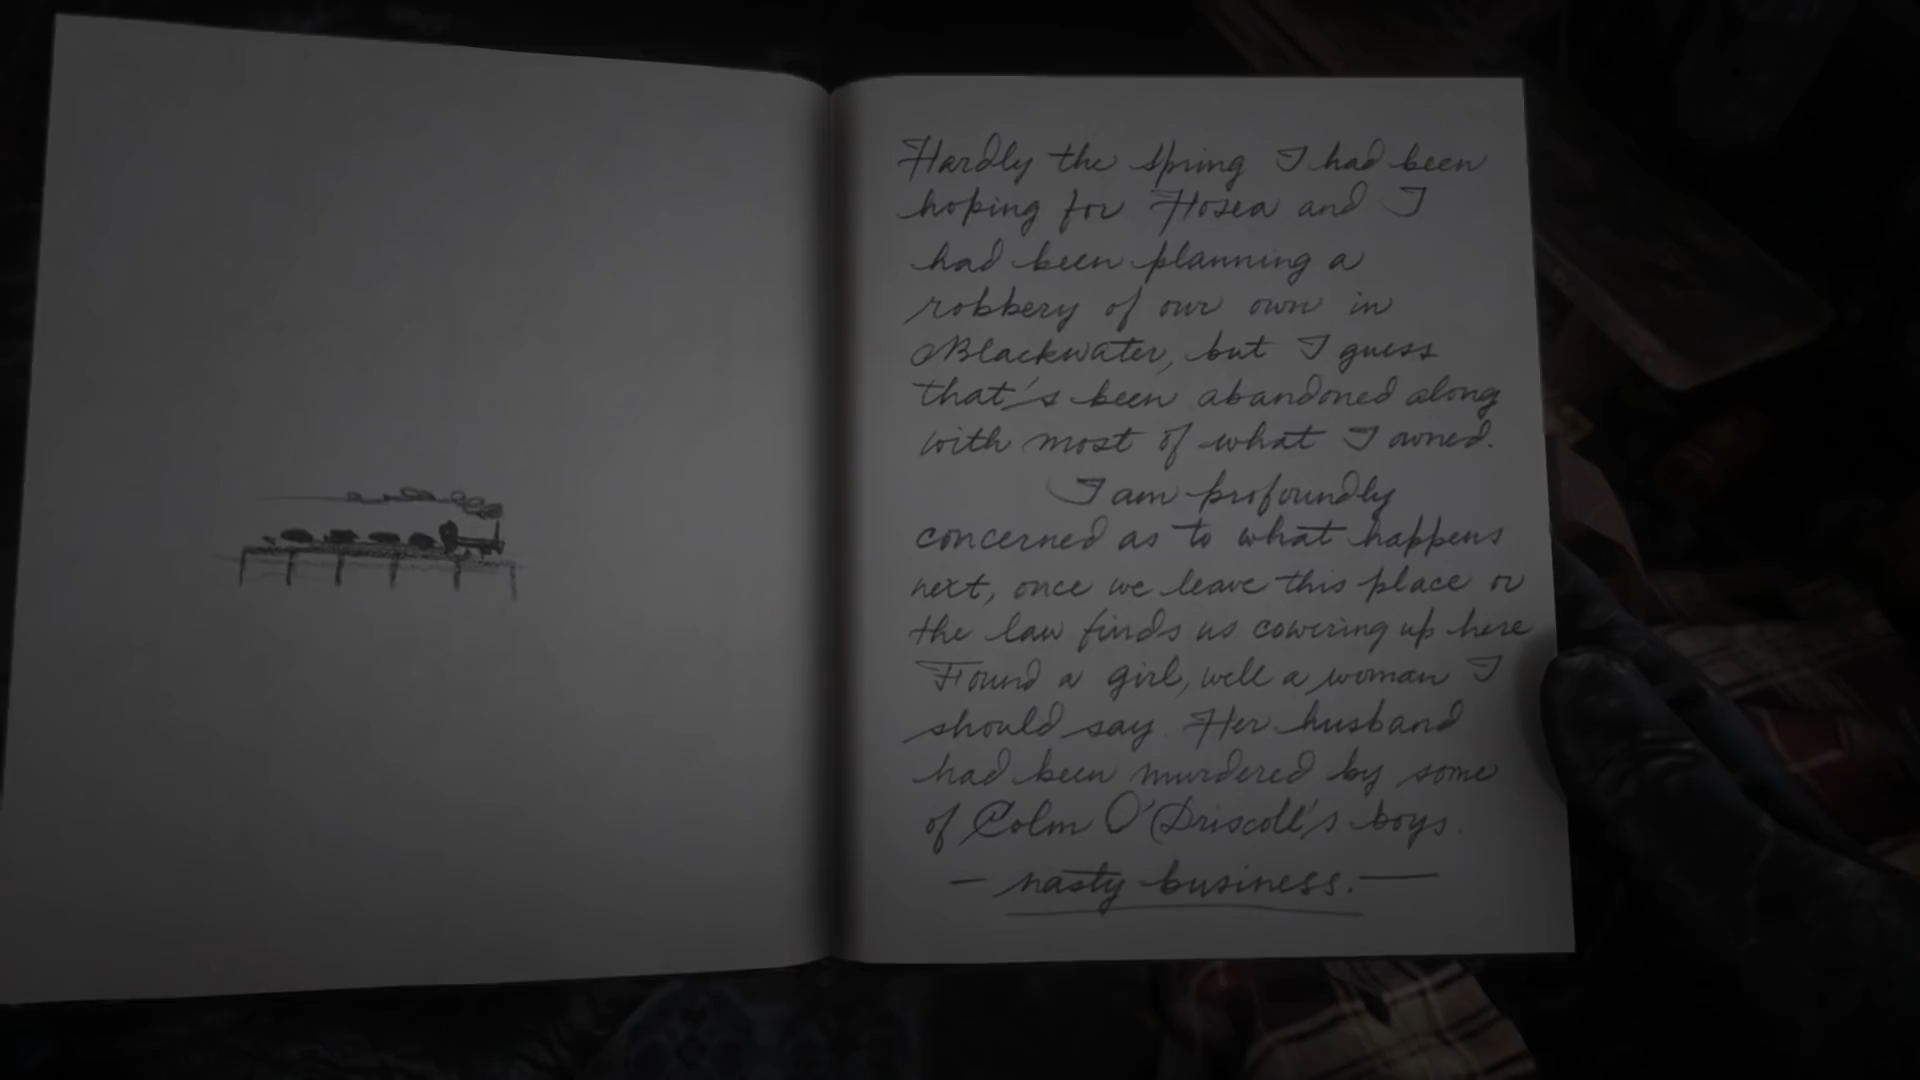 Hardly the spring I had been
hoping for Hosea and I
had been planning a
robbery of our own in
Blackwater, but I guess
that's been abandoned along
with most of what I owned.
I am profoundly
concerned as to what happens
next, once we leave this place or
the law finds us cowering up here
Found a girl, well a woman I
should say. Her husband
had been murdered by some
of Colm O'Driscoll's boys.
— nasty business. —